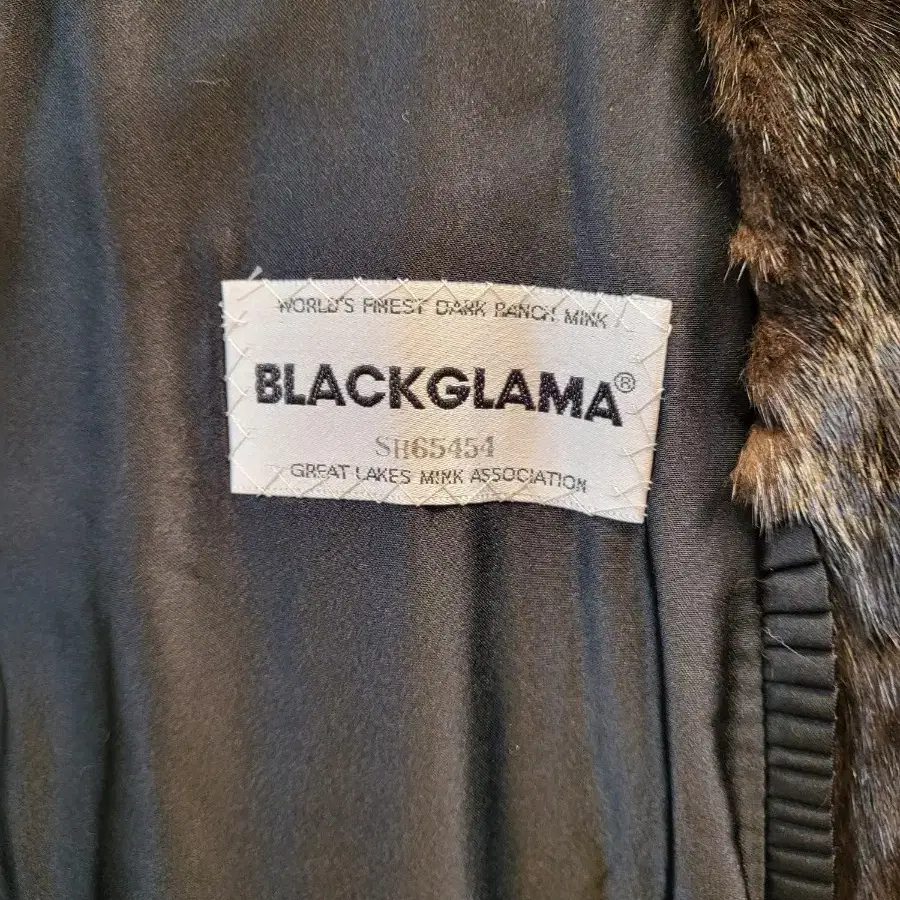 WORLD'S FINEST DARK RANCH MINK
BLACKGLAMA®
SH65454
GREAT LAKES MINK ASSOCIATION